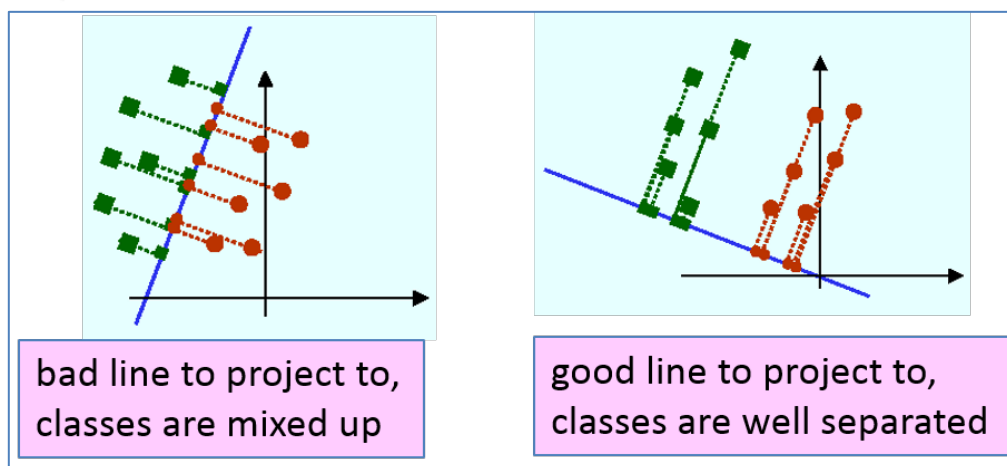 bad line to project to,
classes are mixed up
good line to project to,
classes are well separated